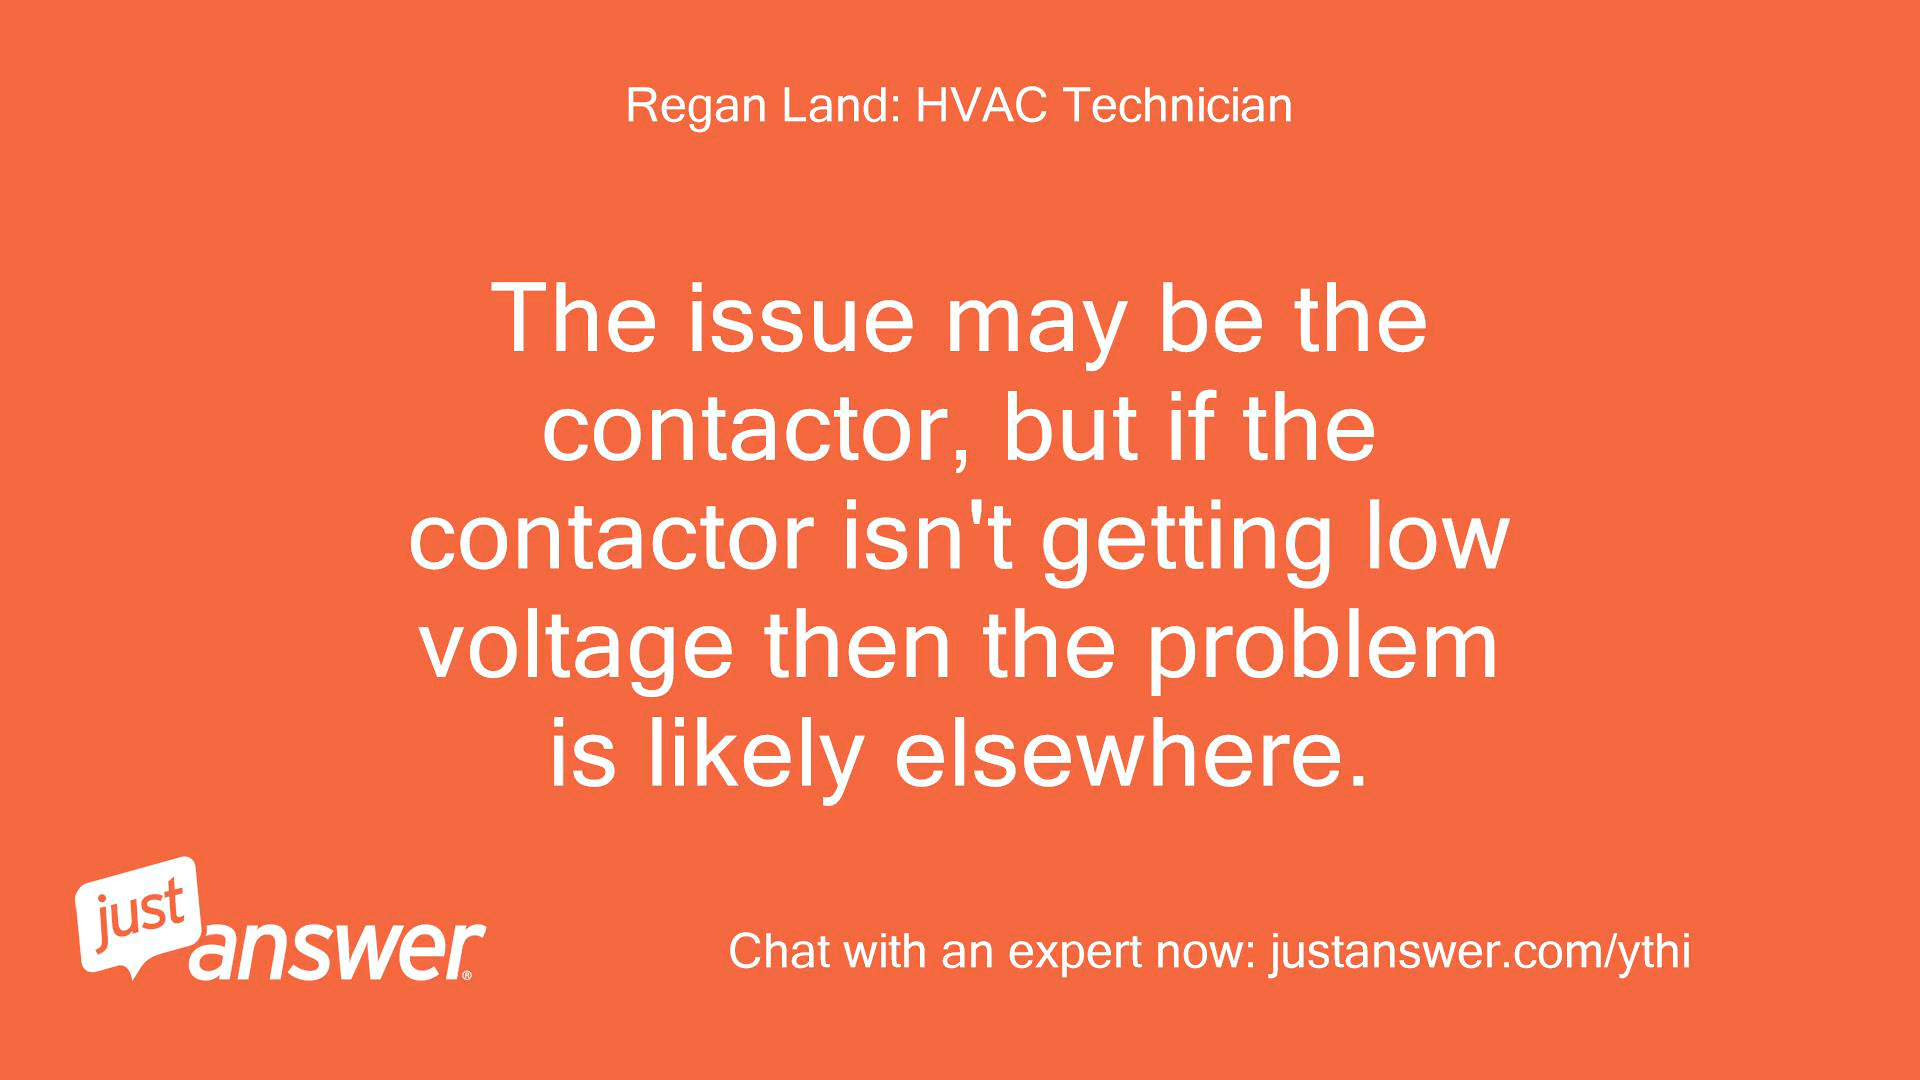 Regan Land: HVAC Technician
The issue may be the
contactor, but if the
contactor isn't getting low
voltage then the problem
is likely elsewhere.
just
answer®
Chat with an expert now: justanswer.com/ythi